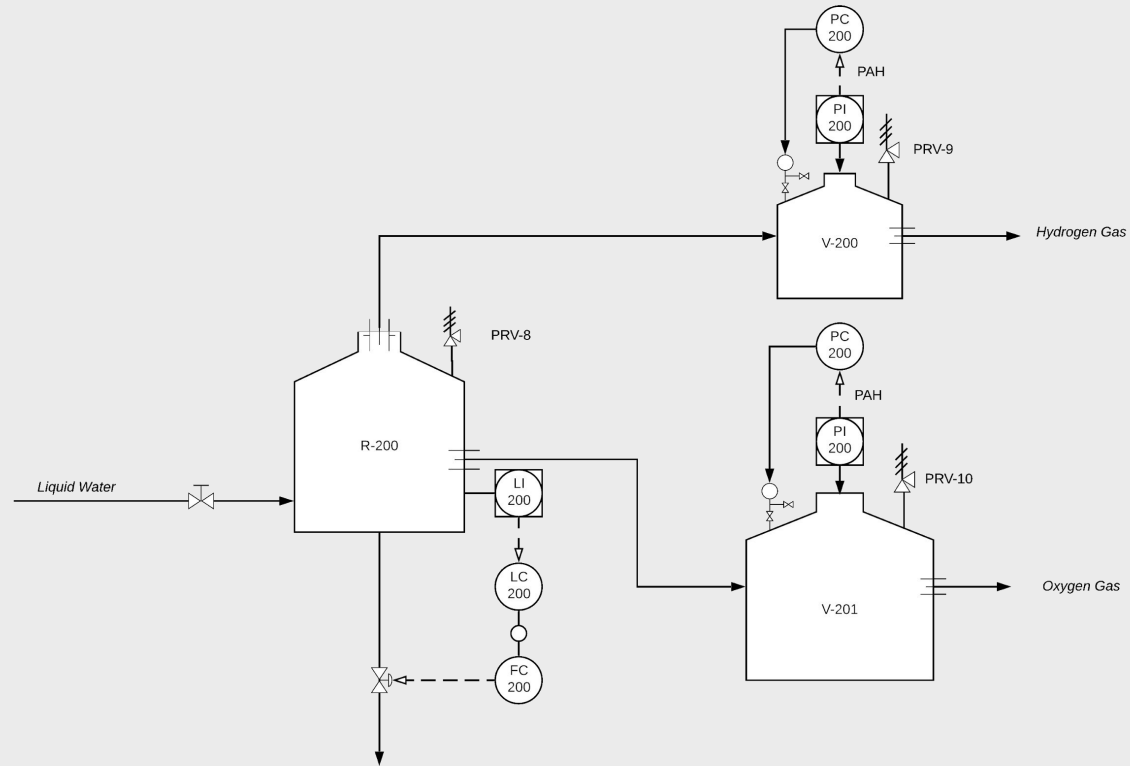 PC
200
PAH
PI
200
PRV-9
Hydrogen Gas
V-200
PRV-8
PC
200
PAH
R-200
PI
200
Liquid Water
LI
200
PRV-10
LC
200
Oxygen Gas
V-201
FC
200